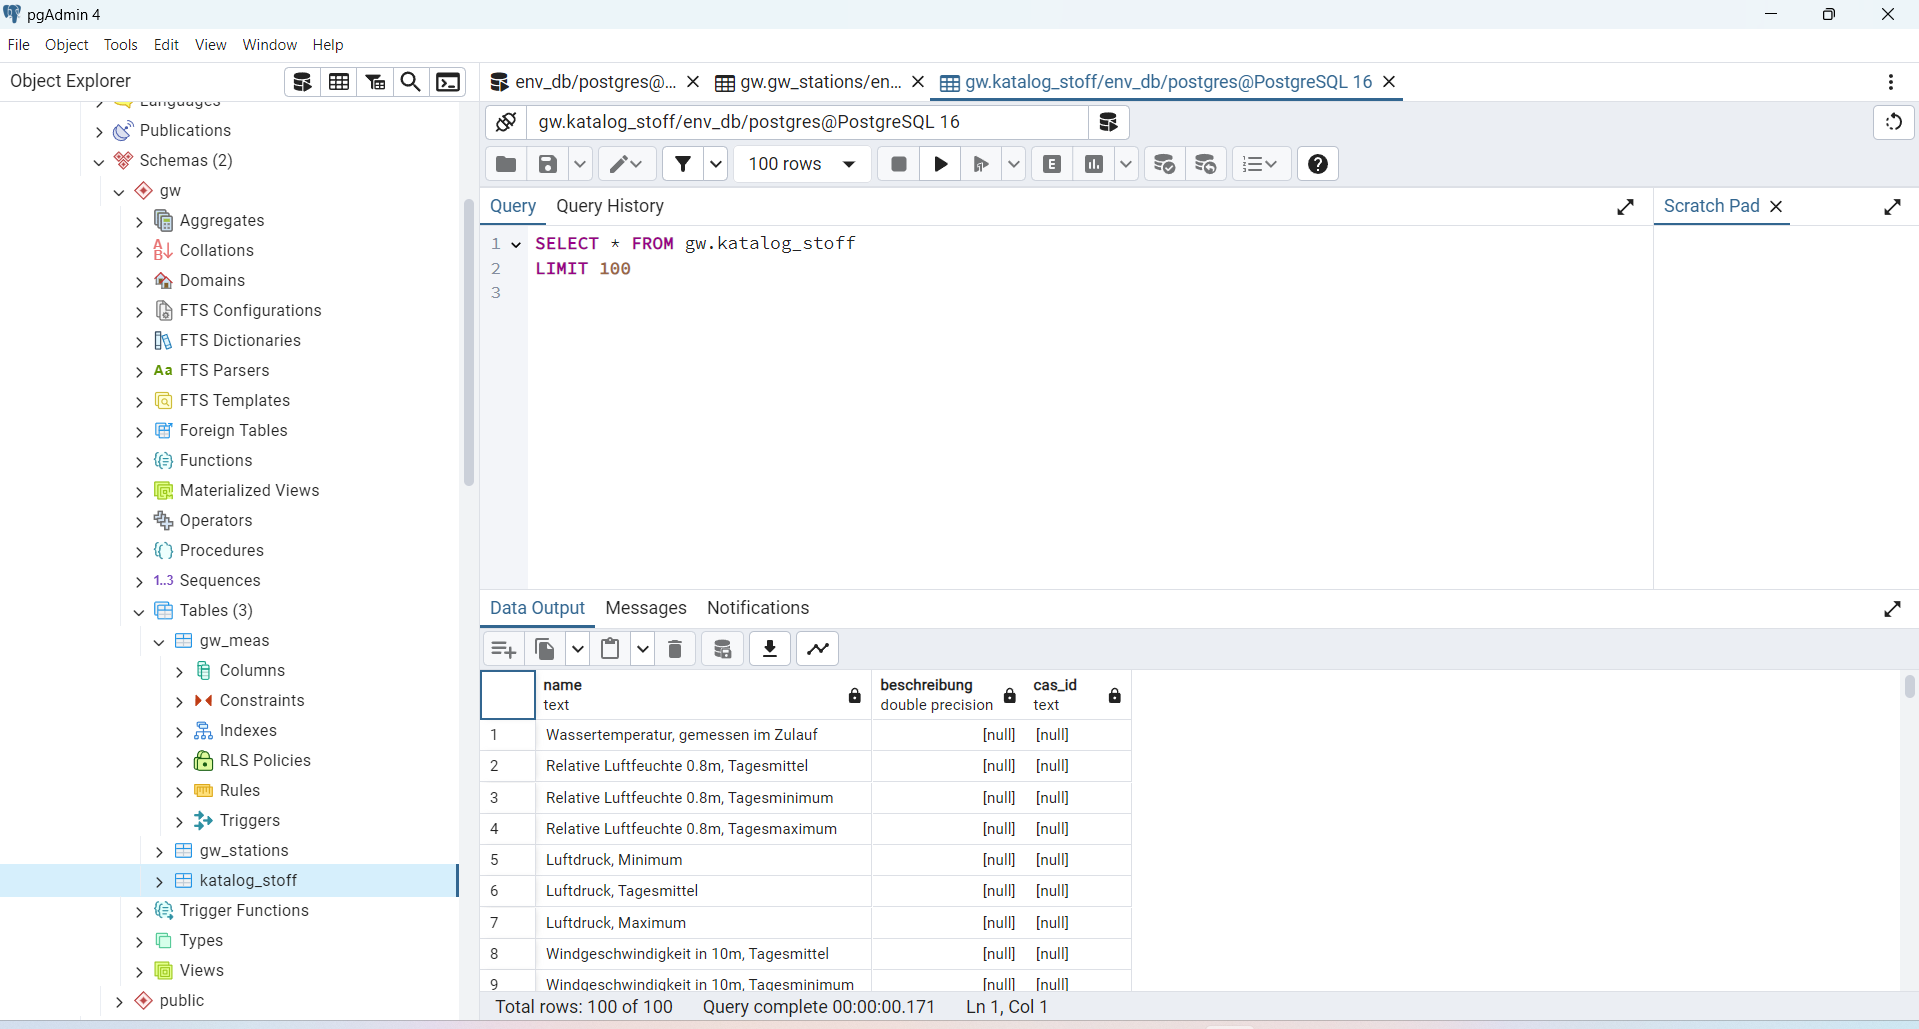 pgAdmin 4
File Object Tools Edit View Window Help
Object Explorer
env_db/postgres@...
gw.gw_stations/en...
gw.katalog_stoff/env_db/postgres@PostgreSQL 16
Languages
Publications
Schemas (2)
gw
Aggregates
Collations
Domains
FTS Configurations
FTS Dictionaries
Aa FTS Parsers
FTS Templates
Foreign Tables
Functions
Materialized Views
Operators
Procedures
1..3 Sequences
Tables (3)
gw_meas
Columns
Constraints
Indexes
RLS Policies
Rules
Triggers
gw_stations
katalog_stoff
Trigger Functions
Types
Views
public
gw.katalog_stoff/env_db/postgres@PostgreSQL 16
100 rows
E
Query Query History
Scratch Pad
1 SELECT * FROM gw.katalog_stoff
2 LIMIT 100
3
Data Output Messages Notifications
name beschreibung cas_id
text double precision text
1 Wassertemperatur, gemessen im Zulauf [null] [null]
2 Relative Luftfeuchte 0.8m, Tagesmittel [null] [null]
3 Relative Luftfeuchte 0.8m, Tagesminimum [null] [null]
4 Relative Luftfeuchte 0.8m, Tagesmaximum [null] [null]
5 Luftdruck, Minimum [null] [null]
6 Luftdruck, Tagesmittel [null] [null]
7 Luftdruck, Maximum [null] [null]
8 Windgeschwindigkeit in 10m, Tagesmittel [null] [null]
9 Windgeschwindigkeit in 10m, Tagesminimum [null] [null]
Total rows: 100 of 100 Query complete 00:00:00.171 Ln 1, Col 1